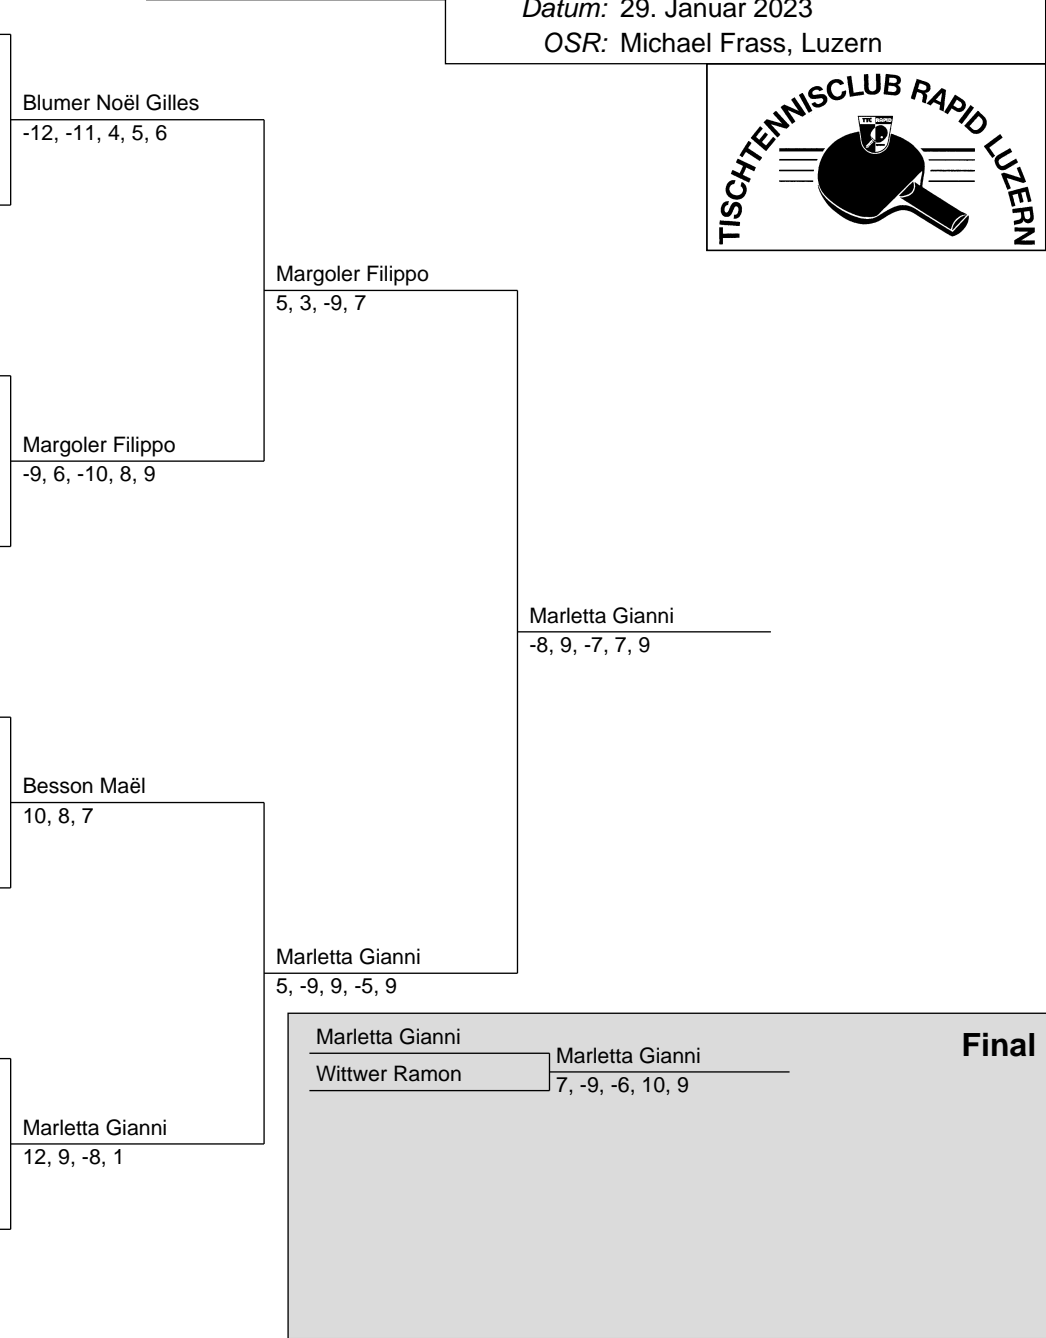 Datum: 29. Januar 2023
OSR: Michael Frass, Luzern
TISCHTENNISCLUB RAPID LUZERN
TTC RAPID
Blumer Noël Gilles
-12, -11, 4, 5, 6
Margoler Filippo
5, 3, -9, 7
Margoler Filippo
-9, 6, -10, 8, 9
Marletta Gianni
-8, 9, -7, 7, 9
Besson Maël
10, 8, 7
Marletta Gianni
5, -9, 9, -5, 9
Final
Marletta Gianni
Wittwer Ramon
Marletta Gianni
7, -9, -6, 10, 9
Marletta Gianni
12, 9, -8, 1